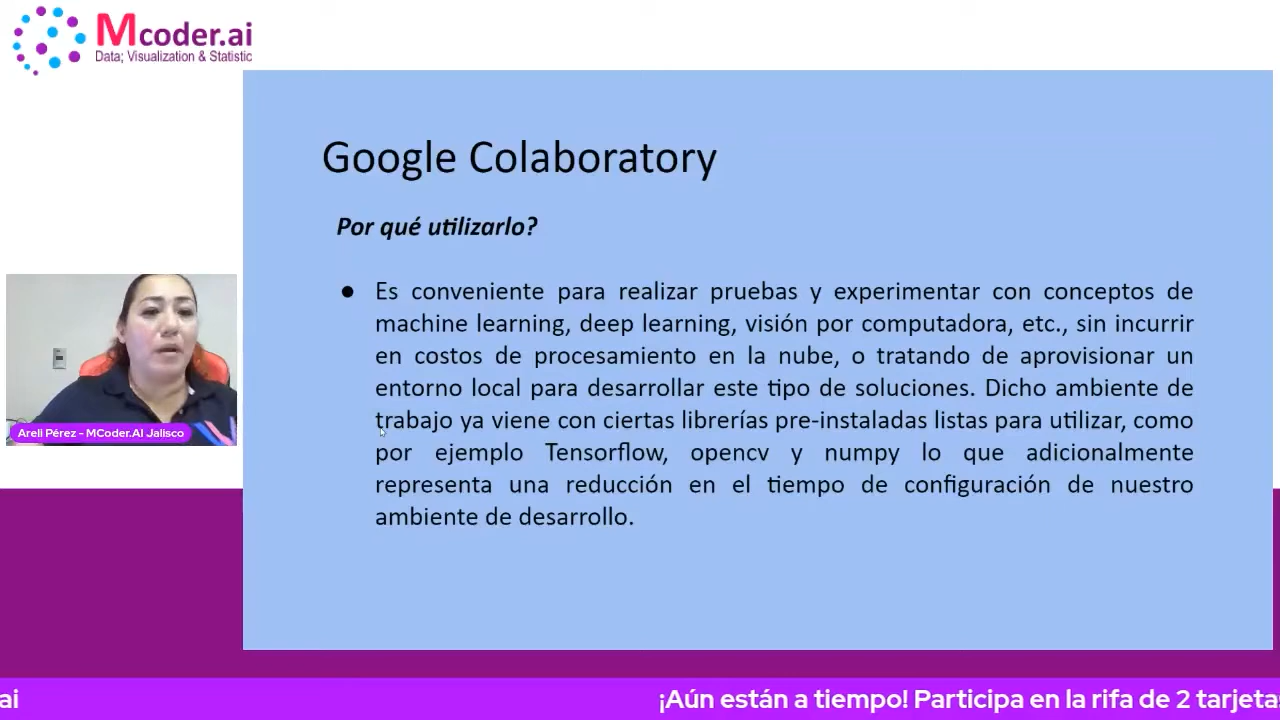 Mcoder.ai
Data; Visualization & Statistic
Google Colaboratory
Por qué utilizarlo?
● Es conveniente para realizar pruebas y experimentar con conceptos de
machine learning, deep learning, visión por computadora, etc., sin incurrir
en costos de procesamiento en la nube, o tratando de aprovisionar un
entorno local para desarrollar este tipo de soluciones. Dicho ambiente de
trabajo ya viene con ciertas librerías pre-instaladas listas para utilizar, como
por ejemplo Tensorflow, opencv y numpy lo que adicionalmente
representa una reducción en el tiempo de configuración de nuestro
ambiente de desarrollo.
Areli Pérez - MCoder.AI Jalisco
ai ¡Aún están a tiempo! Participa en la rifa de 2 tarjetas